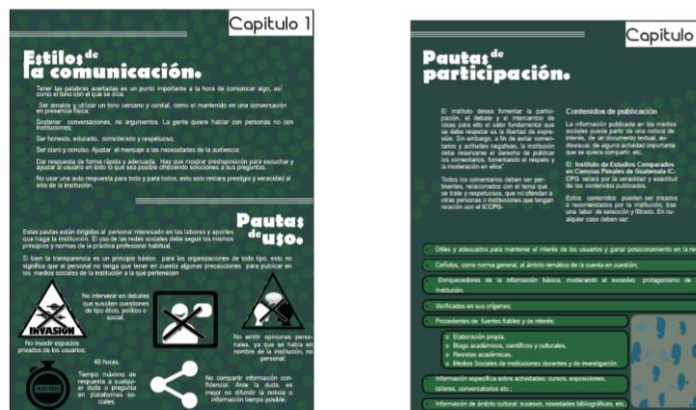 Capitulo 1
Estilos de
la comunicación.
Tener las palabras acertadas es un punto importante a la hora de comunicar algo, así
como el tono con el que se dice.
Ser amable y utilizar un tono cercano y cordial, como el mantenido en una conversación
en presencia física;
Sostener conversaciones, no argumentos. La gente quiere hablar con personas no con
instituciones;
Ser honesto, educado, considerado y respetuoso;
Ser claro y conciso. Ajustar el mensaje a las necesidades de la audiencia;
Dar respuesta de forma rápida y adecuada. Hay que mostrar predisposición para escuchar y
ayudar al usuario en todo lo que sea posible ofreciendo soluciones a sus preguntas.
No usar una auto respuesta para todo y para todos, esto solo restara prestigio y veracidad al
sitio de la institución.
Pautas
de uso.
Estas pautas están dirigidas al personal interesado en las labores y aportes
que haga la institución. El uso de las redes sociales debe seguir los mismos
principios y normas de la práctica profesional habitual.
Si bien la transparencia es un principio básico para las organizaciones de todo tipo, esto no
significa que el personal no tenga que tener en cuenta algunas precauciones para publicar en
los medios sociales de la institución a la que pertenecen
INVASIÓN
No invadir espacios
privados de los usuarios;
No intervenir en debates
que susciten cuestiones
de tipo ético, político o
social.
No emitir opiniones perso-
nales, ya que se habla en
nombre de la institución, no
personal;
48 horas.
Tiempo máximo de
respuesta a cualqui-
er duda o pregunta
en plataformas so-
ciales.
No compartir información con-
fidencial. Ante la duda, es
mejor no difundir la noticia o
información tiempo posible;
Capitulo
Pautas de
participación.
El instituto desea fomentar la partici-
pación, el debate y el intercambio de
ideas para ello el valor fundamental que
se debe respetar es la libertad de expre-
sión. Sin embargo, a fin de evitar comen-
tarios y actitudes negativas, la institución
debe reservarse el derecho de publicar
los comentarios, fomentando el respeto y
la moderación en ellos".
Todos los comentarios deben ser per-
tinentes, relacionados con el tema que
se trate y respetuosos, que no ofendan a
otras personas o instituciones que tengan
relación con el ICCPG-
Contenidos de publicación
La información publicada en los medios
sociales puede partir de una noticia de
interés, de un documento textual, au-
diovisual, de alguna actividad importante
que se quiera compartir, etc.
El Instituto de Estudios Comparados
en Ciencias Penales de Guatemala IC-
CPG velará por la veracidad y exactitud
de los contenidos publicados.
Estos contenidos pueden ser creados
o recomendados por la institución, tras
una labor de selección y filtrado. En cu-
alquier caso deben ser:
Útiles y adecuados para mantener el interés de los usuarios y ganar posicionamiento en la
Ceñidos, como norma general, al ámbito temático de la cuenta en cuestión;
Enriquecedores de la información básica, moderando el excesivo protagonismo de
institución.
Verificados en sus orígenes;
Procedentes de fuentes fiables y de interés:
Elaboración propia,
Blogs académicos, científicos y culturales,
Revistas académicas,
Medios Sociales de instituciones docentes y de investigación.
Información específica sobre actividades: cursos, exposiciones,
talleres, conversatorios etc.;
Información de ámbito cultural: sucesos, novedades bibliográficas, etc.